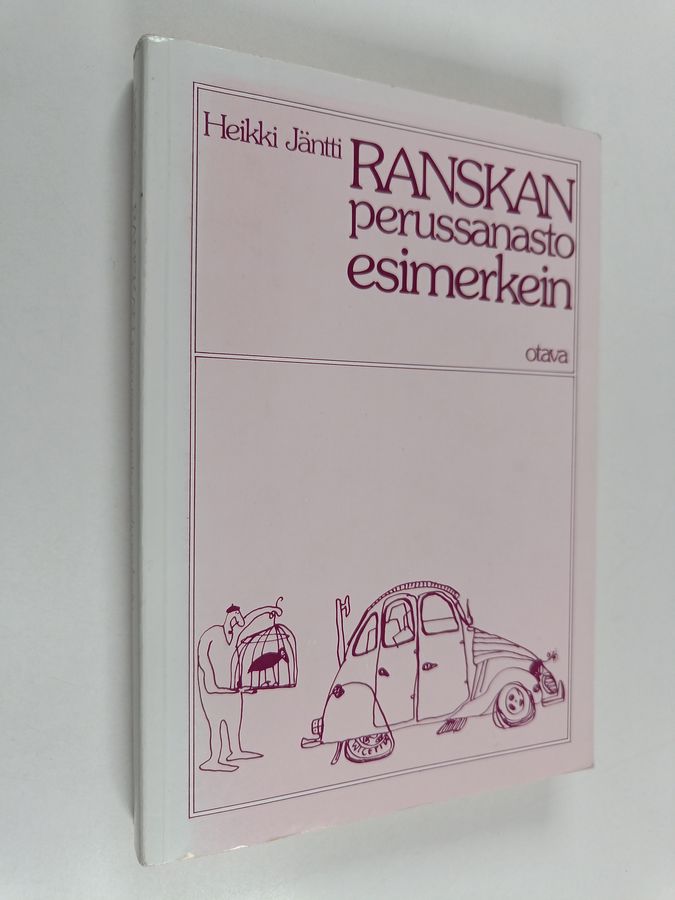 Heikki Jäntti
RANSKAN
perussanasto
esimerkein
otava